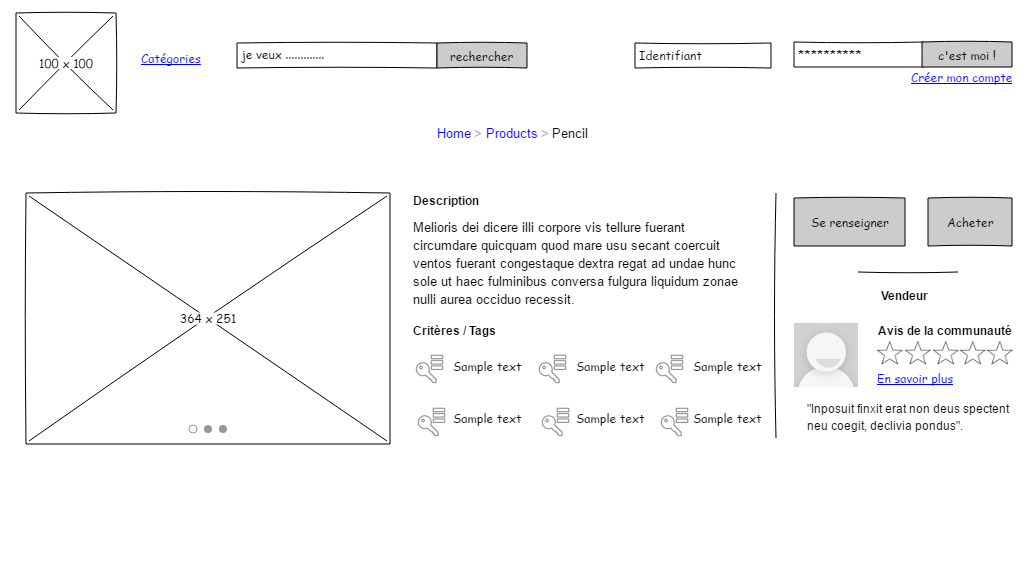 100 x 100
Catégories
je veux .............
rechercher
Identifiant
**********
c'est moi !
Créer mon compte
Home > Products > Pencil
364 x 251
Description
Melioris dei dicere illi corpore vis tellure fuerant
circumdare quicquam quod mare usu secant coercuit
ventos fuerant congestaque dextra regat ad undae hunc
sole ut haec fulminibus conversa fulgura liquidum zonae
nulli aurea occiduo recessit.
Critères / Tags
Sample text
Sample text
Sample text
Sample text
Sample text
Sample text
Se renseigner
Acheter
Vendeur
Avis de la communauté
En savoir plus
"Inposuit finxit erat non deus spectent
neu coegit, declivia pondus".